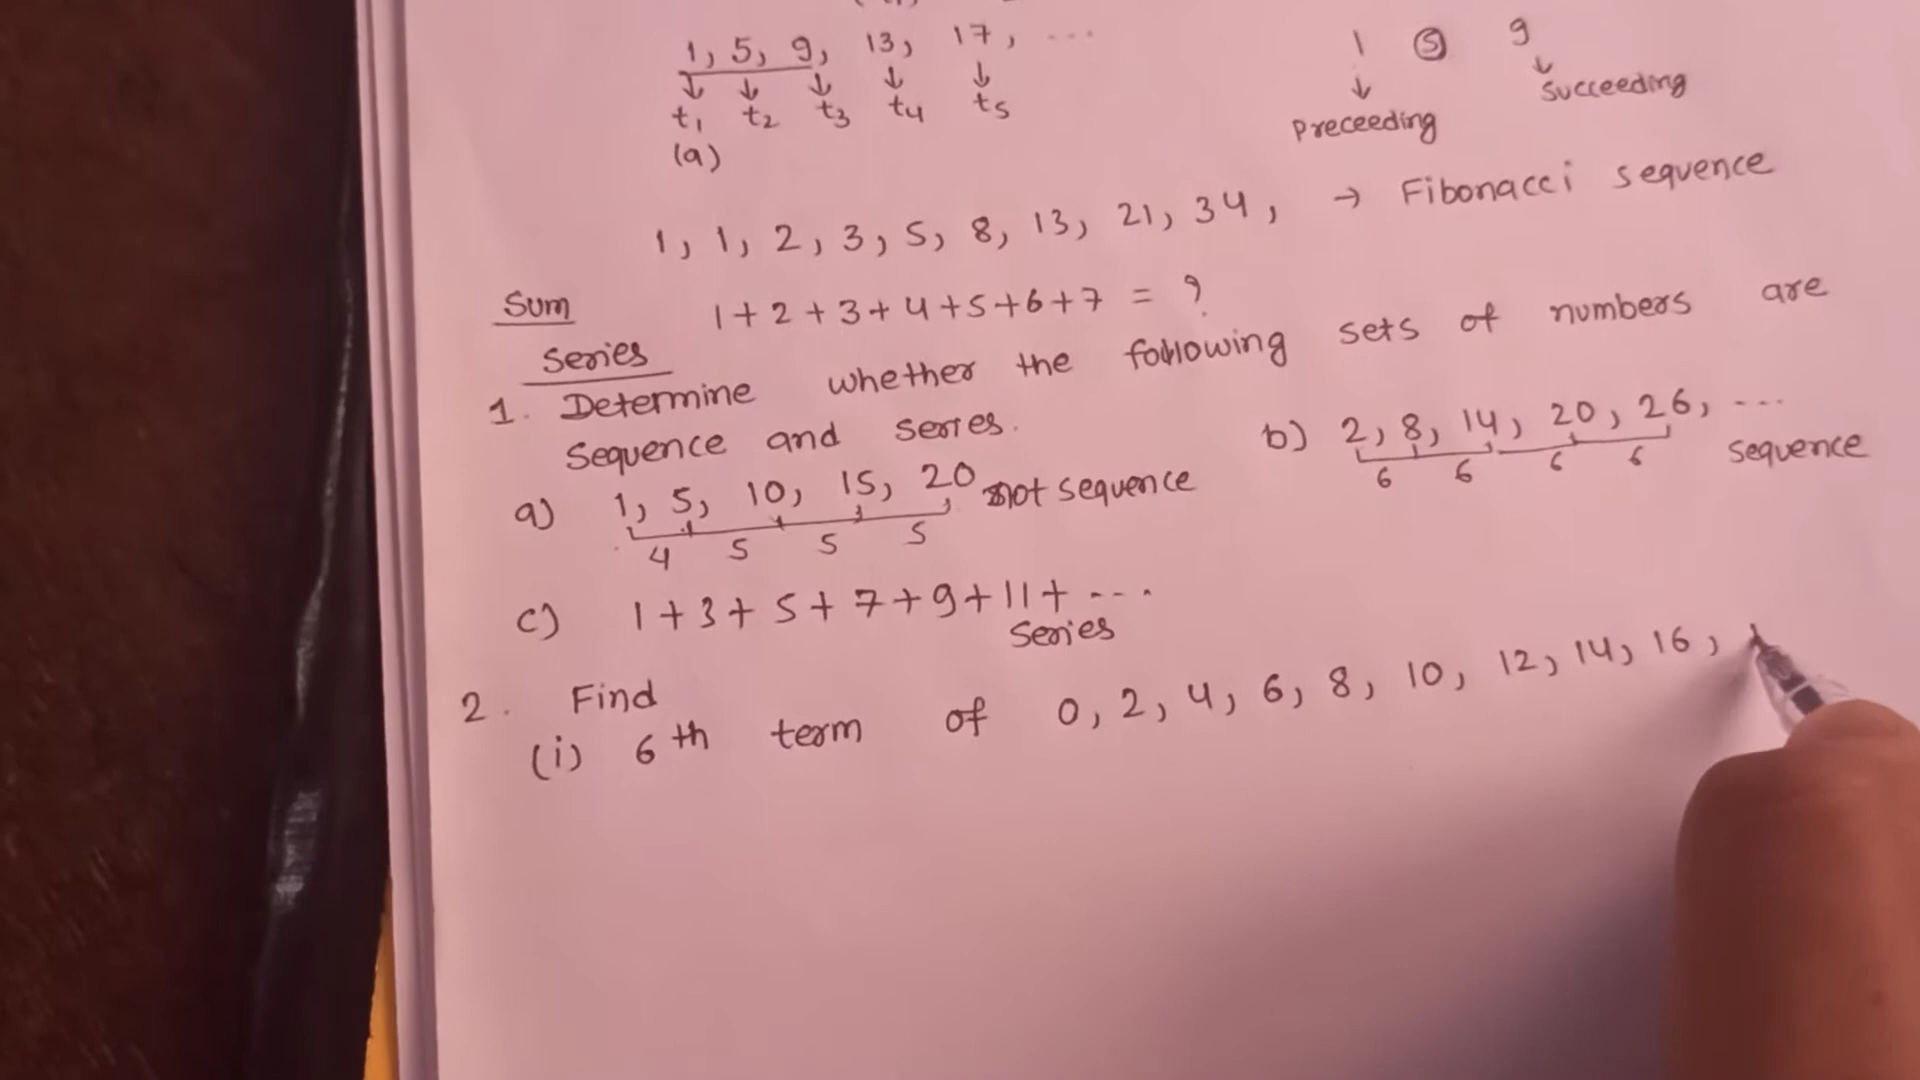 1, 5, 9, 13, 17, ...
t1 t2 t3 t4 t5
(a)
1 5 9
Preceeding
Succeeding
1, 1, 2, 3, 5, 8, 13, 21, 34, → Fibonacci sequence
Sum
1+2+3+4+5+6+7 = ?
Series
1. Determine whether the following sets of numbers are
sequence and series.
a) 1, 5, 10, 15, 20 not sequence
4 5 5 5
b) 2, 8, 14, 20, 26, ...
6 6 6 6 sequence
c) 1+3+5+7+9+11+ ...
Series
2. Find
(i) 6th term of 0, 2, 4, 6, 8, 10, 12, 14, 16,